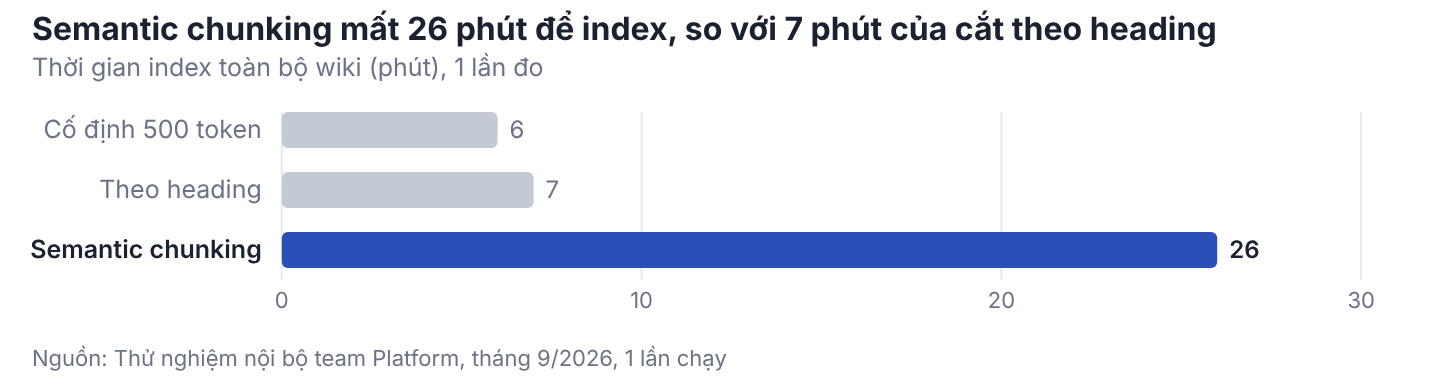 Semantic chunking mất 26 phút để index, so với 7 phút của cắt theo heading
Thời gian index toàn bộ wiki (phút), 1 lần đo
Cố định 500 token 6
Theo heading 7
Semantic chunking 26
0 10 20 30
Nguồn: Thử nghiệm nội bộ team Platform, tháng 9/2026, 1 lần chạy